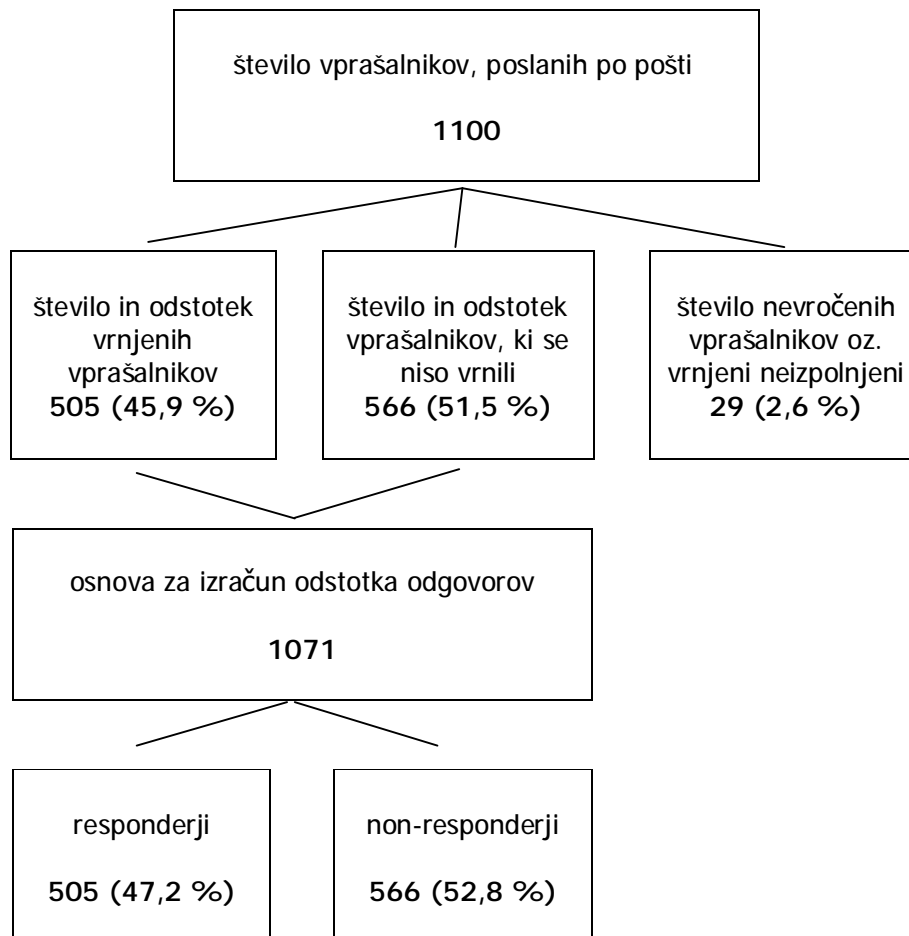 število vprašalnikov, poslanih po pošti
1100
število in odstotek
vrnjenih
vprašalnikov
505 (45,9 %)
število in odstotek
vprašalnikov, ki se
niso vrnili
566 (51,5 %)
število nevročenih
vprašalnikov oz.
vrnjeni neizpolnjeni
29 (2,6 %)
osnova za izračun odstotka odgovorov
1071
responderji
505 (47,2 %)
non-responderji
566 (52,8 %)